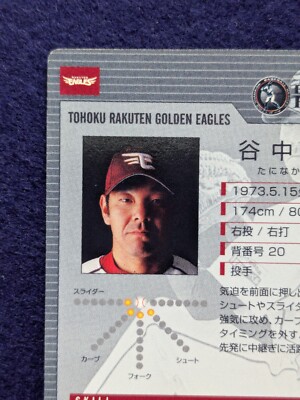 EAGLES
TOHOKU RAKUTEN GOLDEN EAGLES
谷中
たになか
1973.5.15
174cm / 8
右投 / 右打
背番号 20
投手
スライダー
カーブ
フォーク
シュート
気迫を前面に押し
シュートやスライ
強気に攻め、カー
タイミングを外す
先発に中継ぎに活